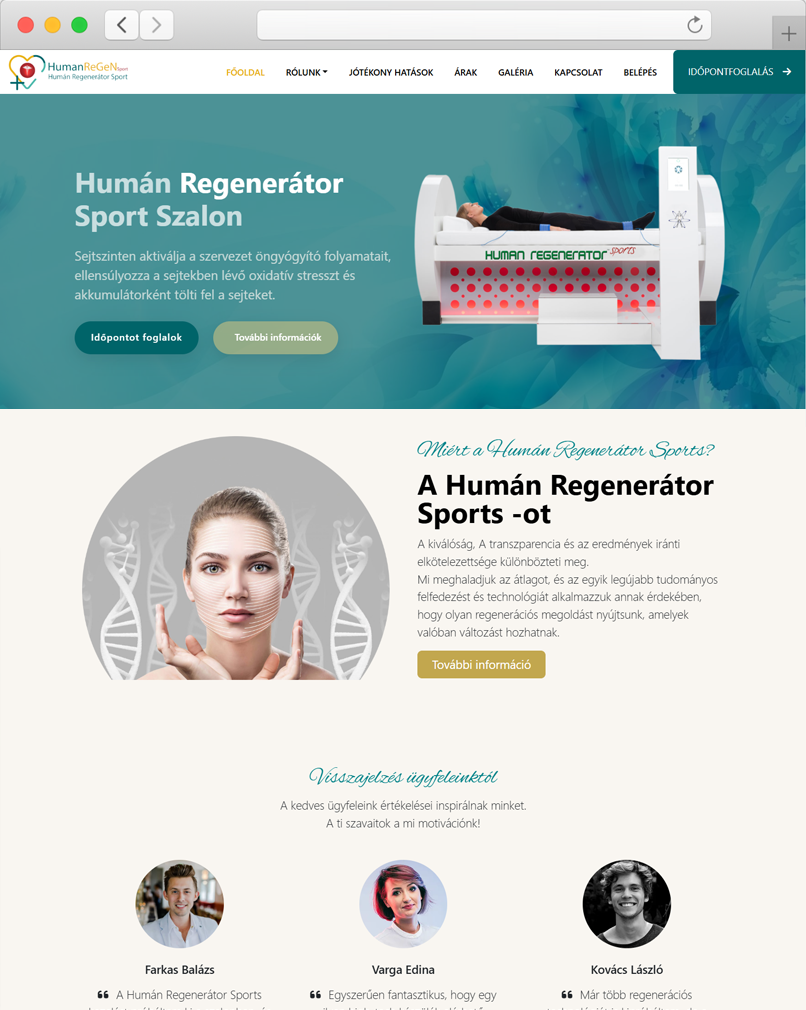 HumanReGeN Sport
Humán Regenerátor Sport
FŐOLDAL
RÓLUNK
JÓTÉKONY HATÁSOK
ÁRAK
GALÉRIA
KAPCSOLAT
BELÉPÉS
IDŐPONTFOGLALÁS
Humán Regenerátor
Sport Szalon
Sejtszinten aktiválja a szervezet öngyógyító folyamatait,
ellensúlyozza a sejtekben lévő oxidatív stresszt és
akkumulátorként tölti fel a sejteket.
Időpontot foglalok
További információk
HUMAN REGENERATOR SPORTS
Miért a Humán Regenerátor Sports?
A Humán Regenerátor
Sports -ot
A kiválóság, A transzparencia és az eredmények iránti
elkötelezettsége különbözteti meg.
Mi meghaladjuk az átlagot, és az egyik legújabb tudományos
felfedezést és technológiát alkalmazzuk annak érdekében,
hogy olyan regenerációs megoldást nyújtsunk, amelyek
valóban változást hozhatnak.
További információ
Visszajelzés ügyfeleinktől
A kedves ügyfeleink értékelései inspirálnak minket.
A ti szavaitok a mi motivációnk!
Farkas Balázs
Varga Edina
Kovács László
A Humán Regenerátor Sports
Egyszerűen fantasztikus, hogy egy
Már több regenerációs